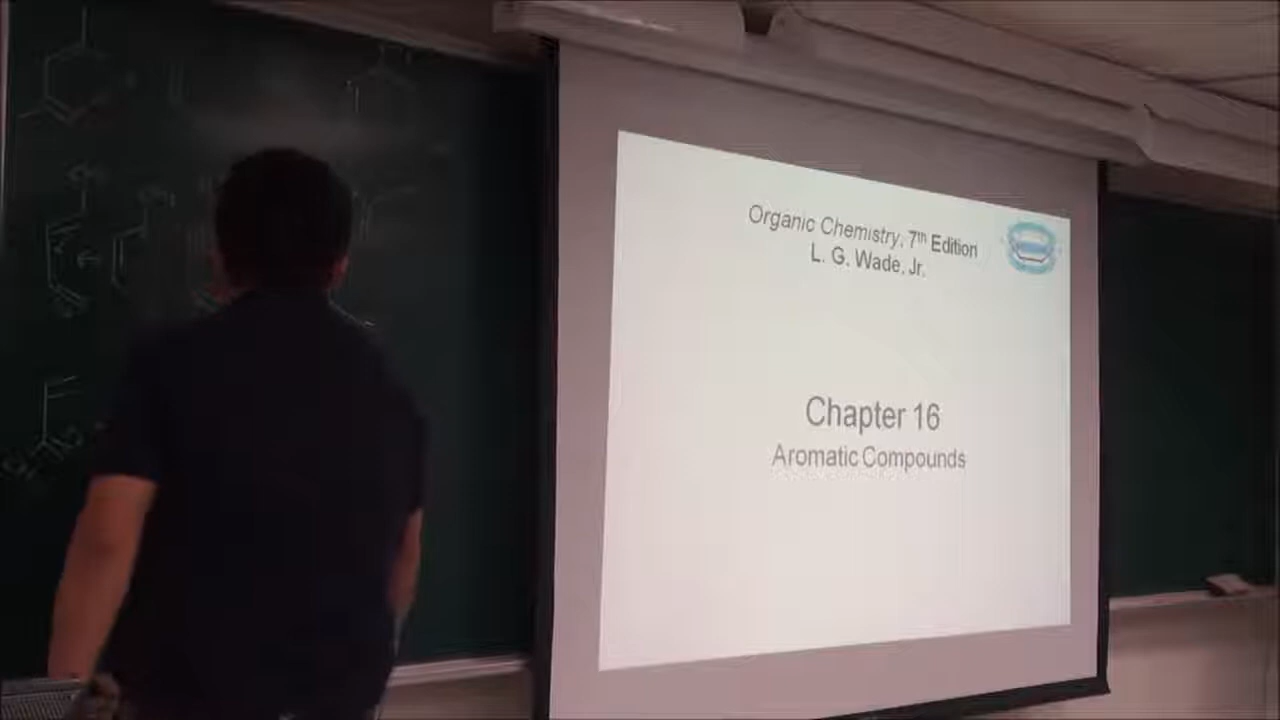 Organic Chemistry, 7th Edition
L. G. Wade, Jr.
Chapter 16
Aromatic Compounds